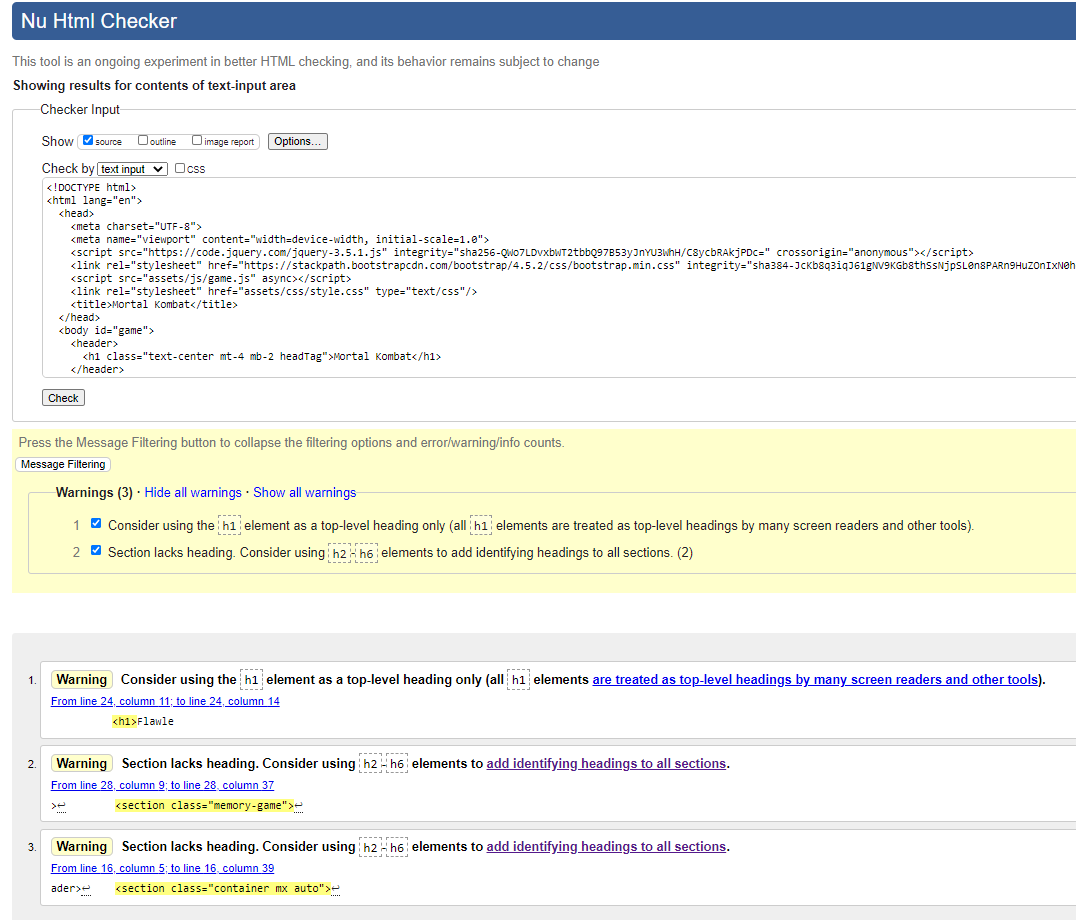 Nu Html Checker
This tool is an ongoing experiment in better HTML checking, and its behavior remains subject to change
Showing results for contents of text-input area
Checker Input
Show source outline image report Options...
Check by text input css
<!DOCTYPE html>
<html lang="en">
<head>
<meta charset="UTF-8">
<meta name="viewport" content="width=device-width, initial-scale=1.0">
<script src="https://code.jquery.com/jquery-3.5.1.js" integrity="sha256-QWo7LDvxbWT2tbbQ97B53yJnYU3WhH/C8ycbRAkjPDc=" crossorigin="anonymous"></script>
<link rel="stylesheet" href="https://stackpath.bootstrapcdn.com/bootstrap/4.5.2/css/bootstrap.min.css" integrity="sha384-JcKb8q3iqJ61gNV9KGb8thSsNjpSL0n8PARn9HuZOnIxN0h
<script src="assets/js/game.js" async></script>
<link rel="stylesheet" href="assets/css/style.css" type="text/css"/>
<title>Mortal Kombat</title>
</head>
<body id="game">
<header>
<h1 class="text-center mt-4 mb-2 headTag">Mortal Kombat</h1>
</header>
Check
Press the Message Filtering button to collapse the filtering options and error/warning/info counts.
Message Filtering
Warnings (3) · Hide all warnings · Show all warnings
1 Consider using the h1 element as a top-level heading only (all h1 elements are treated as top-level headings by many screen readers and other tools).
2 Section lacks heading. Consider using h2-h6 elements to add identifying headings to all sections. (2)
1. Warning Consider using the h1 element as a top-level heading only (all h1 elements are treated as top-level headings by many screen readers and other tools).
From line 24, column 11; to line 24, column 14
<h1>Flawle
2. Warning Section lacks heading. Consider using h2-h6 elements to add identifying headings to all sections.
From line 28, column 9; to line 28, column 37
>↩ <section class="memory-game">↩
3. Warning Section lacks heading. Consider using h2-h6 elements to add identifying headings to all sections.
From line 16, column 5; to line 16, column 39
ader>↩ <section class="container mx auto">↩